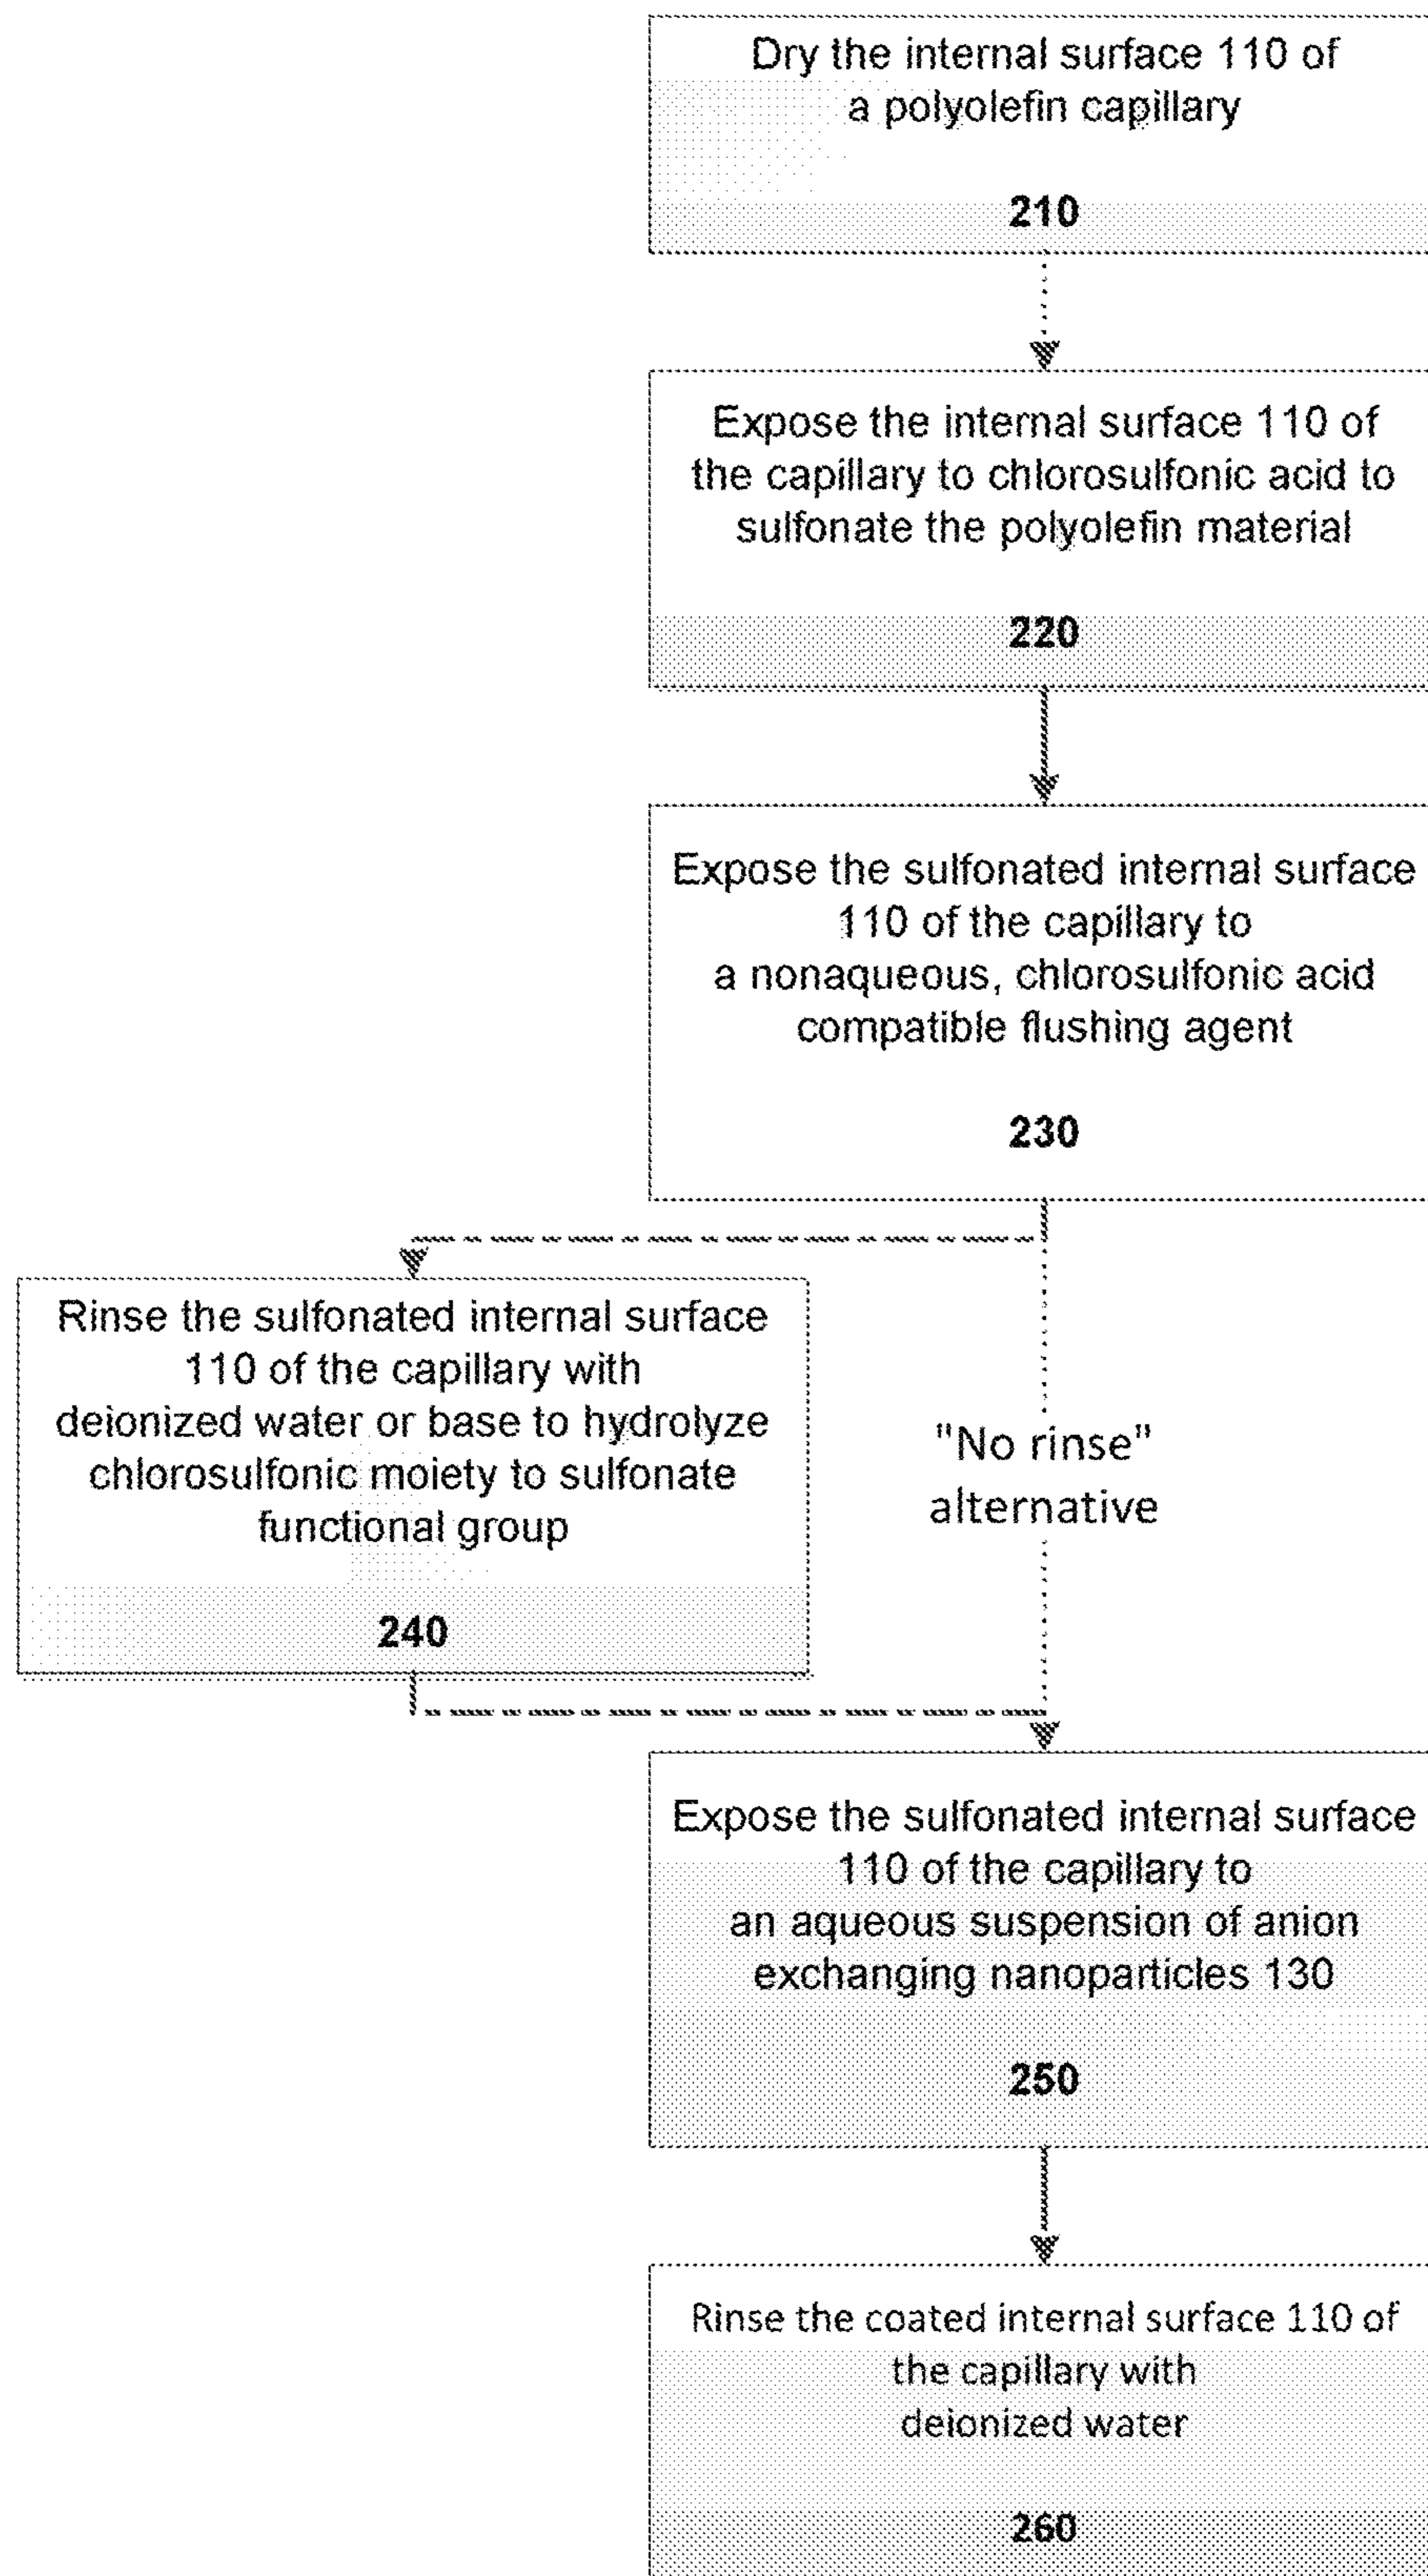 Dry the internal surface 110 of
a polyolefin capillary
210
Expose the internal surface 110 of
the capillary to chlorosulfonic acid to
sulfonate the polyolefin material
220
Expose the sulfonated internal surface
110 of the capillary to
a nonaqueous, chlorosulfonic acid
compatible flushing agent
230
Rinse the sulfonated internal surface
110 of the capillary with
deionized water or base to hydrolyze
chlorosulfonic moiety to sulfonate
functional group
240
"No rinse"
alternative
Expose the sulfonated internal surface
110 of the capillary to
an aqueous suspension of anion
exchanging nanoparticles 130
250
Rinse the coated internal surface 110 of
the capillary with
deionized water
260